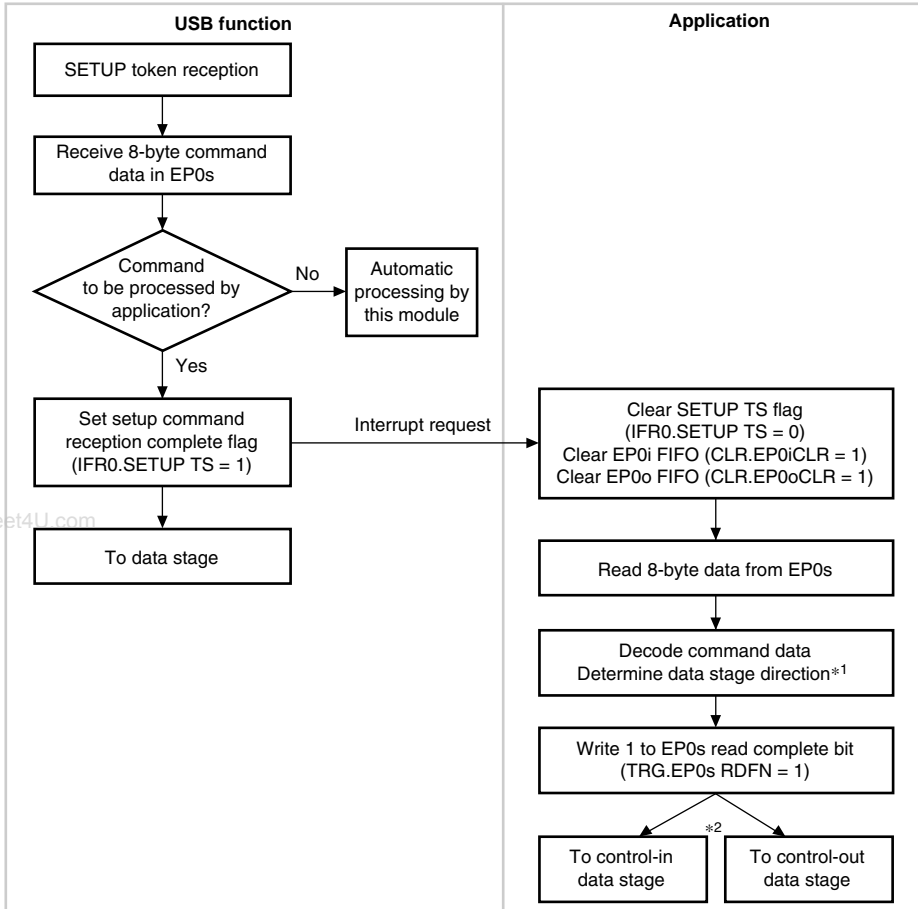 USB function
SETUP token reception
Receive 8-byte command
data in EP0s
Command
to be processed by
application?
No
Automatic
processing by
this module
Yes
Set setup command
reception complete flag
(IFR0.SETUP TS = 1)
Interrupt request
To data stage
eet4U.com
Application
Clear SETUP TS flag
(IFR0.SETUP TS = 0)
Clear EP0i FIFO (CLR.EP0iCLR = 1)
Clear EP0o FIFO (CLR.EP0oCLR = 1)
Read 8-byte data from EP0s
Decode command data
Determine data stage direction*1
Write 1 to EP0s read complete bit
(TRG.EP0s RDFN = 1)
*2
To control-in
data stage
To control-out
data stage